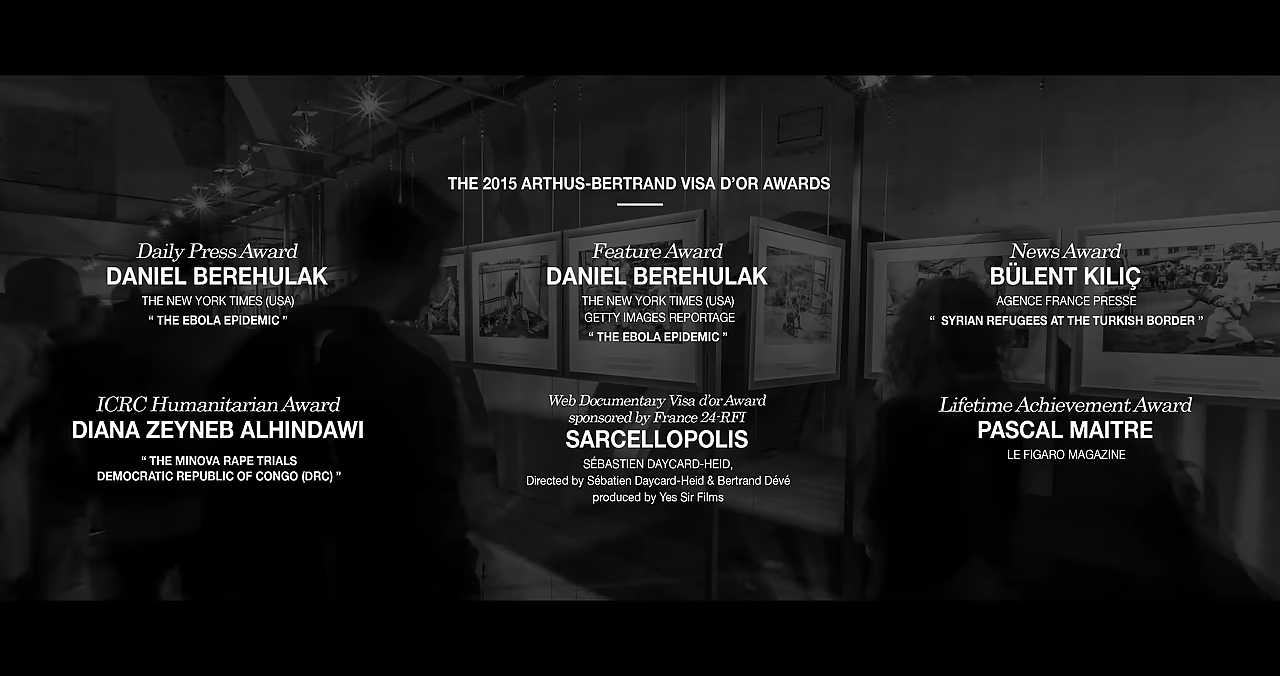 THE 2015 ARTHUS-BERTRAND VISA D'OR AWARDS
Daily Press Award
DANIEL BEREHULAK
THE NEW YORK TIMES (USA)
“ THE EBOLA EPIDEMIC ”
Feature Award
DANIEL BEREHULAK
THE NEW YORK TIMES (USA)
GETTY IMAGES REPORTAGE
“ THE EBOLA EPIDEMIC ”
News Award
BÜLENT KILIÇ
AGENCE FRANCE PRESSE
“ SYRIAN REFUGEES AT THE TURKISH BORDER ”
ICRC Humanitarian Award
DIANA ZEYNEB ALHINDAWI
“ THE MINOVA RAPE TRIALS
DEMOCRATIC REPUBLIC OF CONGO (DRC) ”
Web Documentary Visa d'or Award
sponsored by France 24-RFI
SARCELLOPOLIS
SÉBASTIEN DAYCARD-HEID,
Directed by Sébatien Daycard-Heid & Bertrand Dévé
produced by Yes Sir Films
Lifetime Achievement Award
PASCAL MAITRE
LE FIGARO MAGAZINE